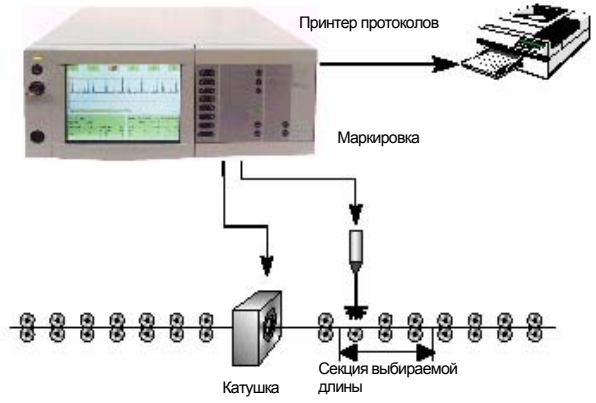 Принтер протоколов
Маркировка
Катушка
Секция выбираемой
длины